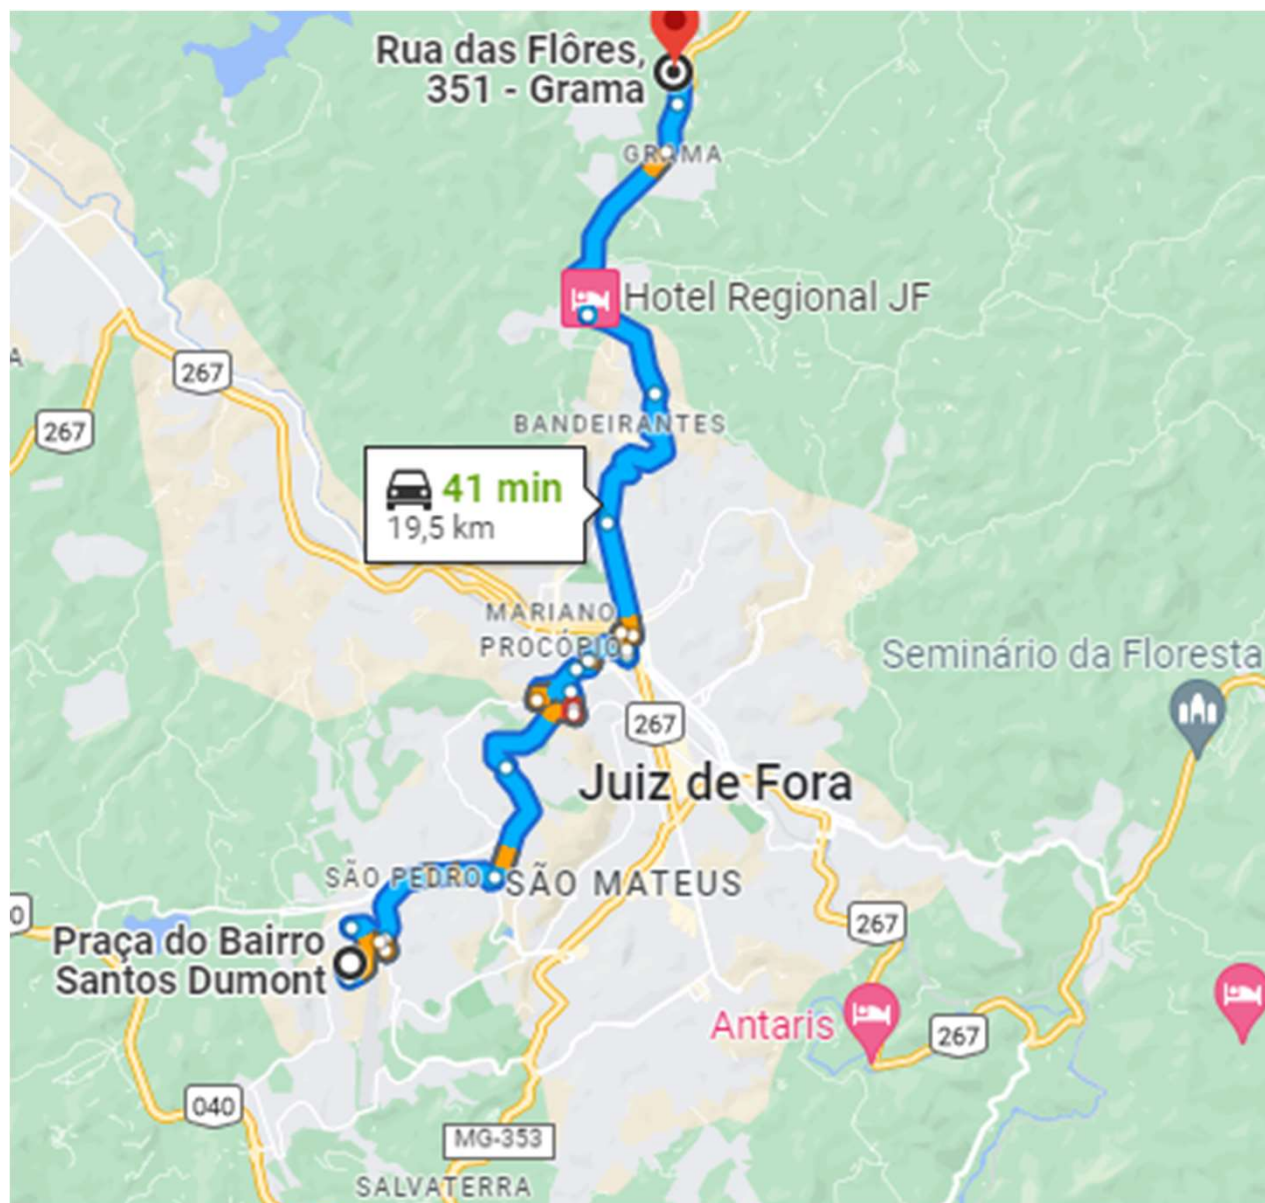 Rua das Flôres,
351 - Grama
GRAMA
Hotel Regional JF
A
267
267
BANDEIRANTES
41 min
19,5 km
MARIANO
PROCÓPIO
Seminário da Floresta
267
Juiz de Fora
SÃO PEDRO
SÃO MATEUS
0
267
Praça do Bairro
Santos Dumont
Antaris
267
040
MG-353
SALVATERRA